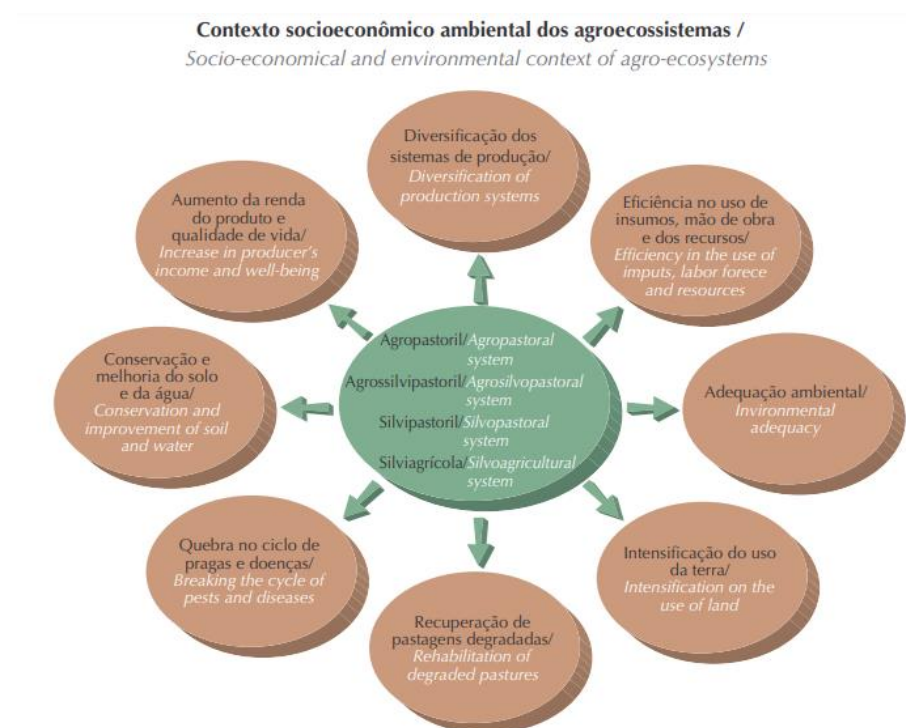 Contexto socioeconômico ambiental dos agroecossistemas /
Socio-economical and environmental context of agro-ecosystems
Diversificação dos
sistemas de produção/
Diversification of
production systems
Aumento da renda
do produto e
qualidade de vida/
Increase in producer's
income and well-being
Eficiência no uso de
insumos, mão de obra
e dos recursos/
Efficiency in the use of
imputs, labor forece
and resources
Agropastoril/Agropastoral
system
Agrossilvipastoril/Agrosilvopastoral
system
Silvipastoril/Silvopastoral
system
Silviagrícola/Silvoagricultural
system
Conservação e
melhoria do solo
e da água/
Conservation and
improvement of soil
and water
Adequação ambiental/
Invironmental
adequacy
Quebra no ciclo de
pragas e doenças/
Breaking the cycle of
pests and diseases
Intensificação do uso
da terra/
Intensification on the
use of land
Recuperação de
pastagens degradadas/
Rehabilitation of
degraded pastures